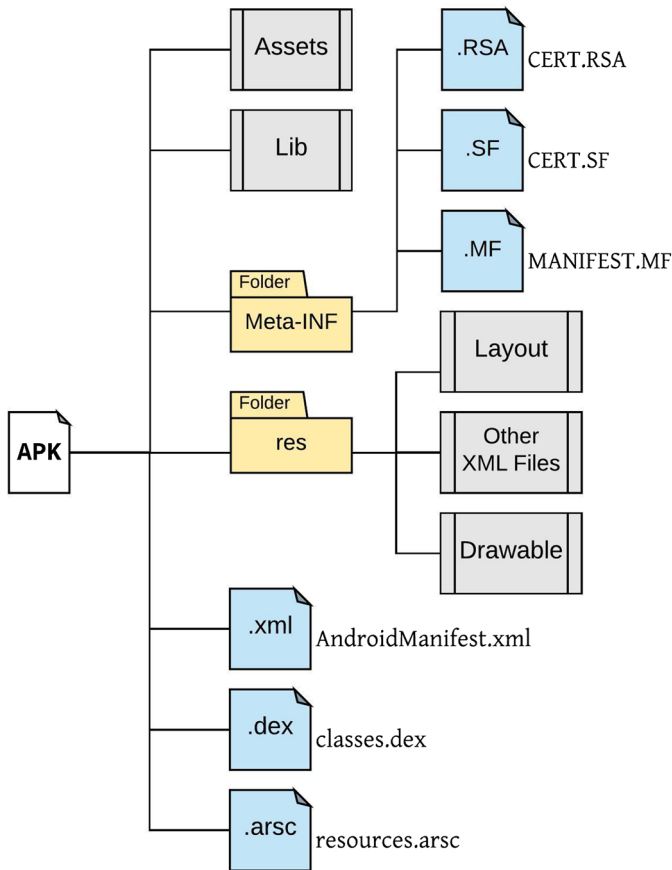 Assets
.RSA
CERT.RSA
Lib
.SF
CERT.SF
.MF
MANIFEST.MF
Folder
Meta-INF
Layout
Folder
res
Other
XML Files
APK
Drawable
.xml
AndroidManifest.xml
.dex
classes.dex
.arsc
resources.arsc